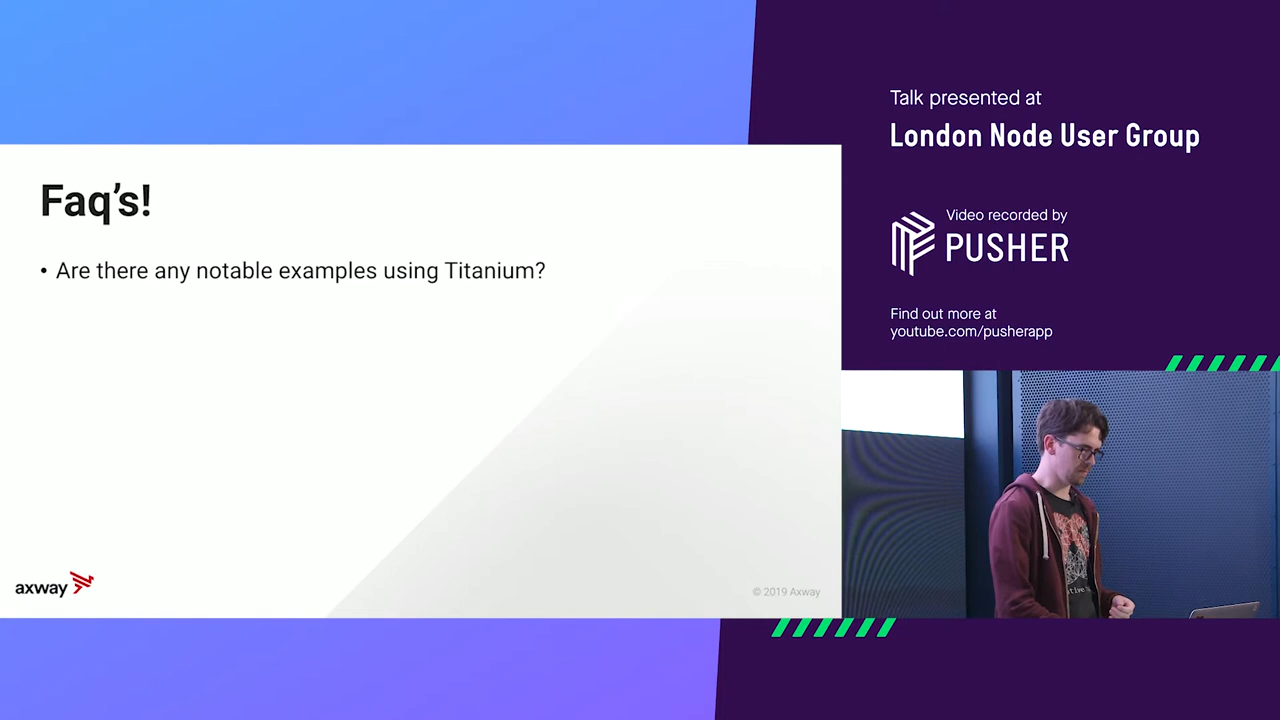 Faq's!
• Are there any notable examples using Titanium?
axway
© 2019 Axway
Talk presented at
London Node User Group
Video recorded by
PUSHER
Find out more at
youtube.com/pusherapp